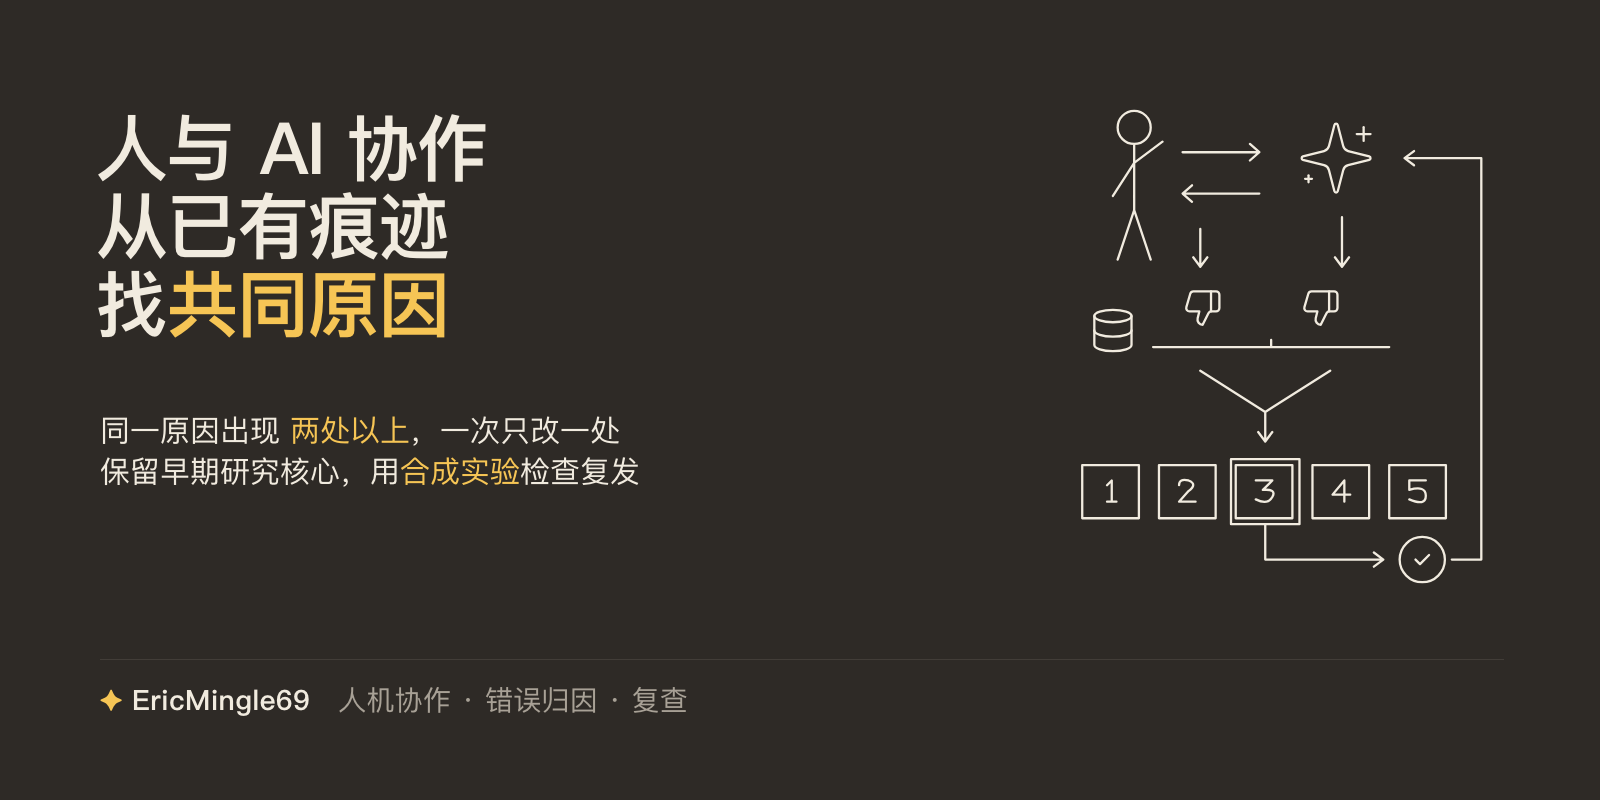 人与 AI 协作
从已有痕迹
找共同原因
同一原因出现 两处以上，一次只改一处
保留早期研究核心，用合成实验检查复发
1 2 3 4 5
EricMingle69 人机协作 · 错误归因 · 复查